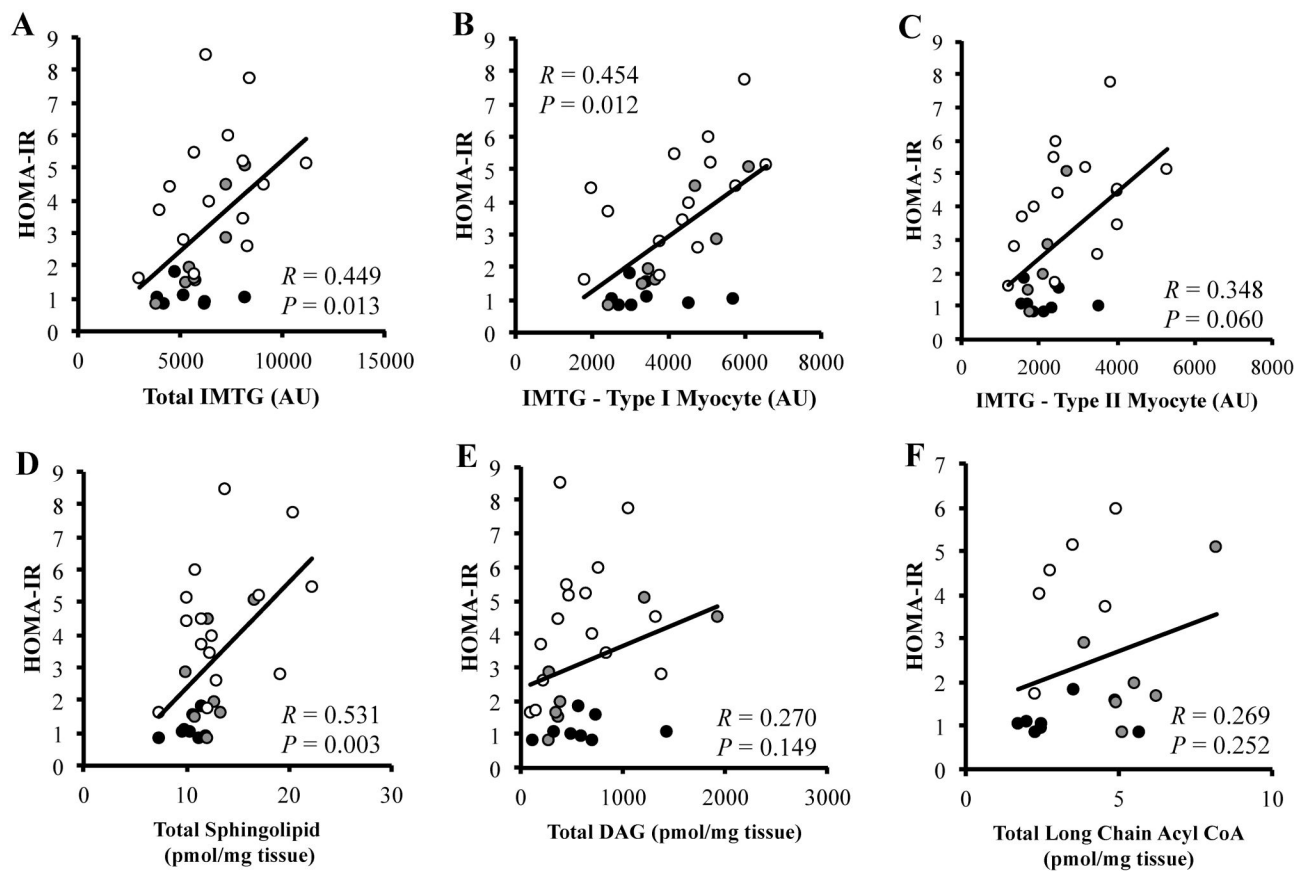 A
HOMA-IR
9
8
7
6
5
4
3
2
1
0
R = 0.449
P = 0.013
0 5000 10000 15000
Total IMTG (AU)
B
HOMA-IR
9
8
7
6
5
4
3
2
1
0
R = 0.454
P = 0.012
0 2000 4000 6000 8000
IMTG - Type I Myocyte (AU)
C
HOMA-IR
9
8
7
6
5
4
3
2
1
0
R = 0.348
P = 0.060
0 2000 4000 6000 8000
IMTG - Type II Myocyte (AU)
D
HOMA-IR
9
8
7
6
5
4
3
2
1
0
R = 0.531
P = 0.003
0 10 20 30
Total Sphingolipid
(pmol/mg tissue)
E
HOMA-IR
9
8
7
6
5
4
3
2
1
0
R = 0.270
P = 0.149
0 1000 2000 3000
Total DAG (pmol/mg tissue)
F
HOMA-IR
7
6
5
4
3
2
1
0
R = 0.269
P = 0.252
0 5 10
Total Long Chain Acyl CoA
(pmol/mg tissue)